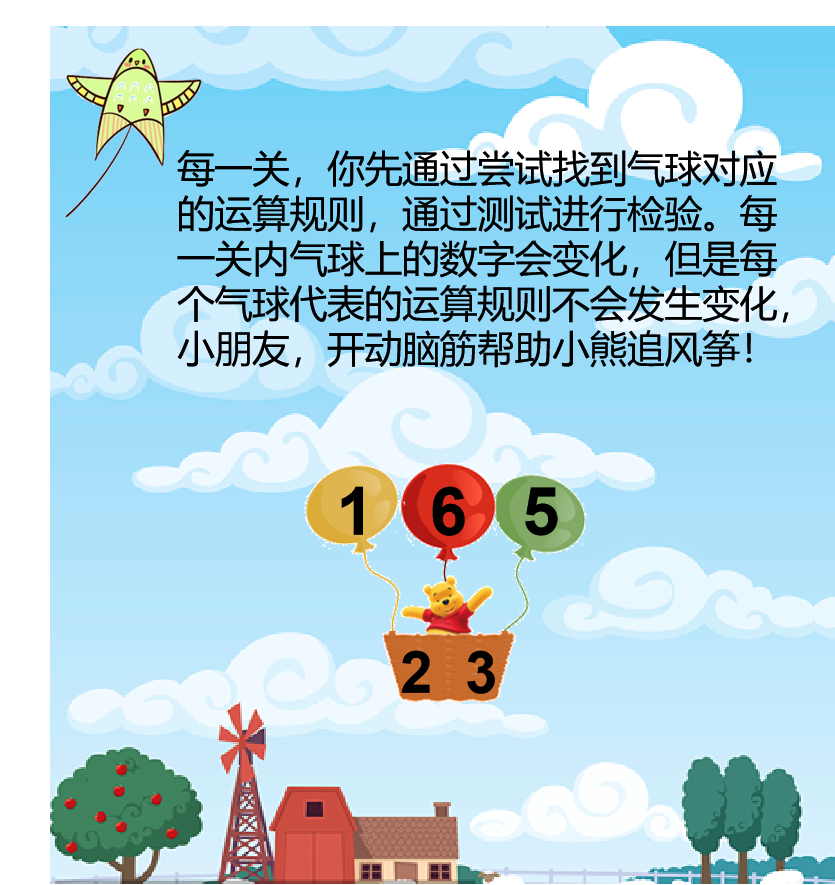 每一关，你先通过尝试找到气球对应
的运算规则，通过测试进行检验。每
一关内气球上的数字会变化，但是每
个气球代表的运算规则不会发生变化，
小朋友，开动脑筋帮助小熊追风筝！
1 6 5
2 3